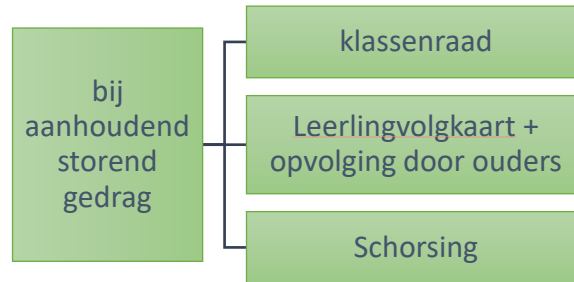 bij
aanhoudend
storend
gedrag
klassenraad
Leerlingvolgkaart +
opvolging door ouders
Schorsing